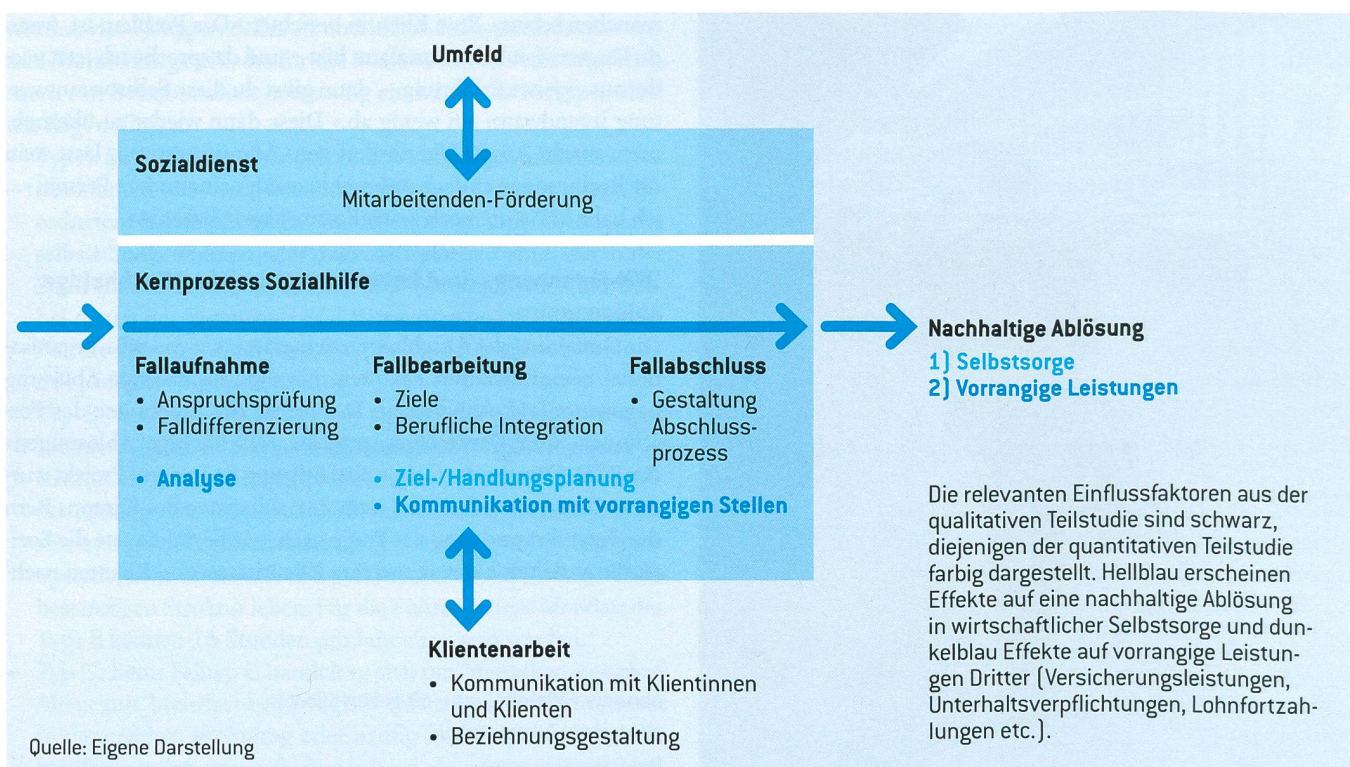 Umfeld
Sozialdienst
Mitarbeitenden-Förderung
Kernprozess Sozialhilfe
Fallaufnahme
• Anspruchsprüfung
• Falldifferenzierung
• Analyse
Fallbearbeitung
• Ziele
• Berufliche Integration
• Ziel-/Handlungsplanung
• Kommunikation mit vorrangigen Stellen
Fallabschluss
• Gestaltung
Abschluss-
prozess
Nachhaltige Ablösung
1) Selbstsorge
2) Vorrangige Leistungen
Klientenarbeit
• Kommunikation mit Klientinnen
und Klienten
• Beziehnungsgestaltung
Die relevanten Einflussfaktoren aus der
qualitativen Teilstudie sind schwarz,
diejenigen der quantitativen Teilstudie
farbig dargestellt. Hellblau erscheinen
Effekte auf eine nachhaltige Ablösung
in wirtschaftlicher Selbstsorge und dun-
kelblau Effekte auf vorrangige Leistun-
gen Dritter (Versicherungsleistungen,
Unterhaltsverpflichtungen, Lohnfortzah-
lungen etc.).
Quelle: Eigene Darstellung